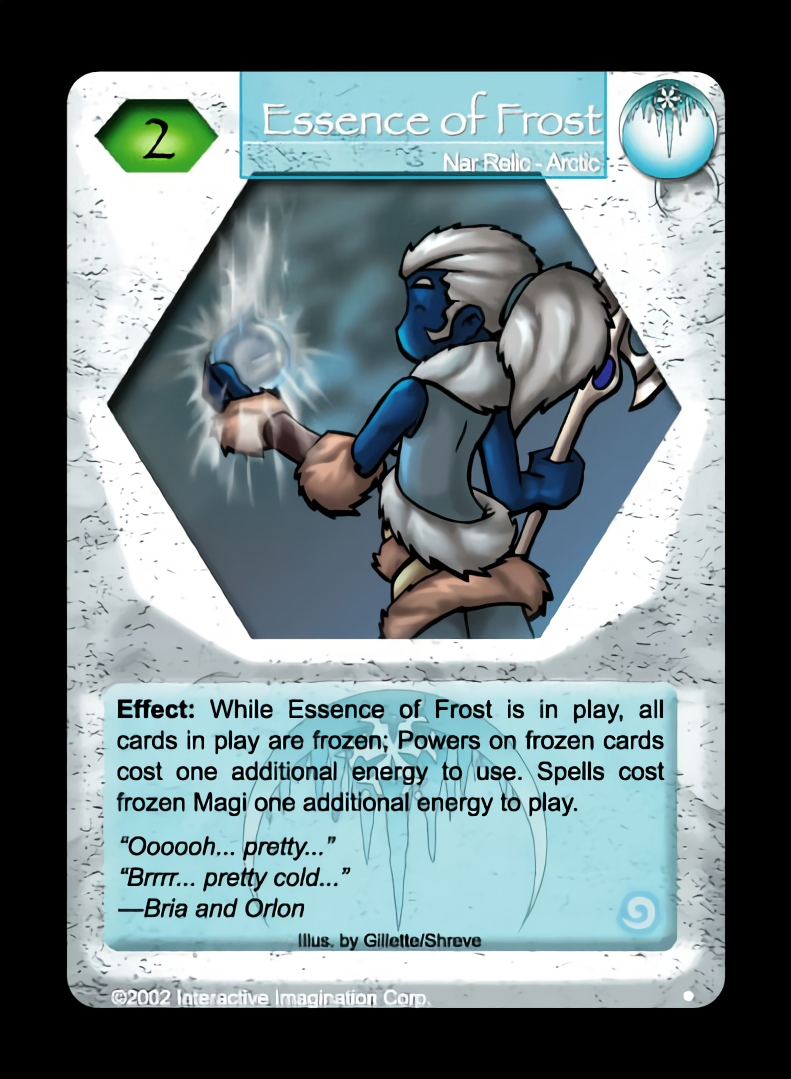 2
Essence of Frost
Nar Relic - Arctic
Effect: While Essence of Frost is in play, all
cards in play are frozen; Powers on frozen cards
cost one additional energy to use. Spells cost
frozen Magi one additional energy to play.
“Oooooh... pretty...”
“Brrrr... pretty cold...”
—Bria and Orlon
Illus. by Gillette/Shreve
©2002 Interactive Imagination Corp.